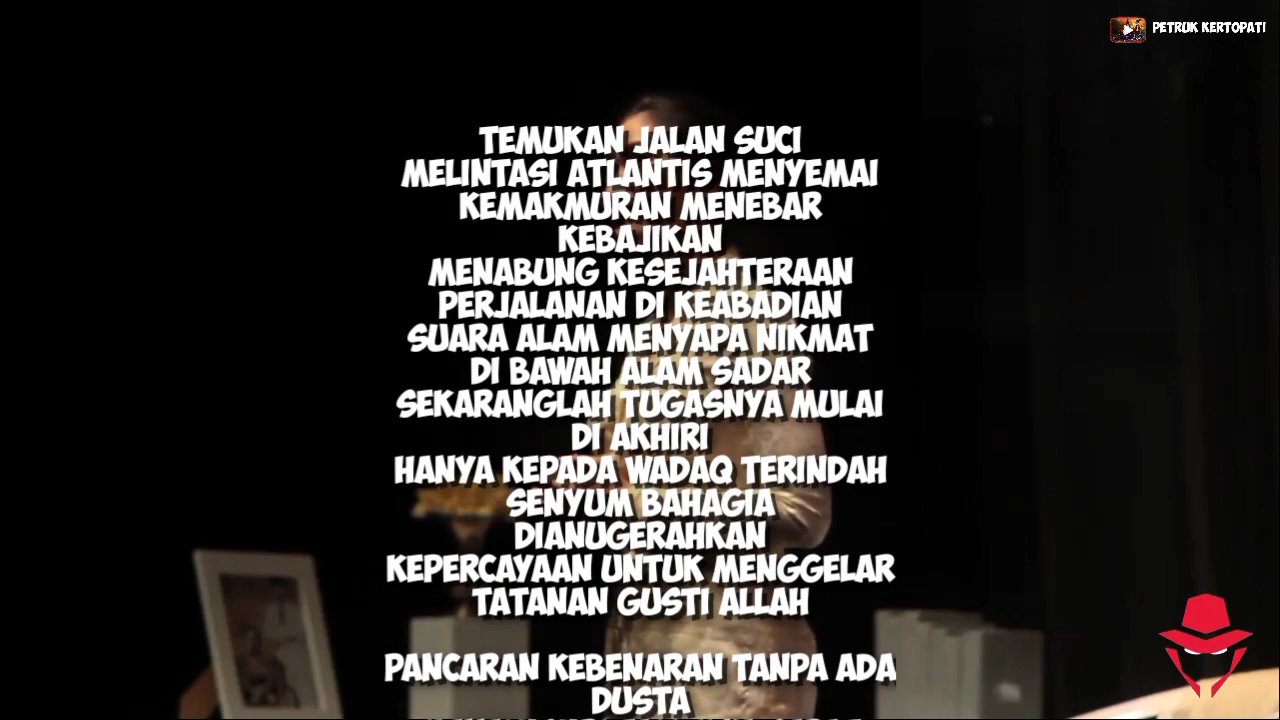 PETRUK KERTOPATI
TEMUKAN JALAN SUCI
MELINTASI ATLANTIS MENYEMAI
KEMAKMURAN MENEBAR
KEBAJIKAN
MENABUNG KESEJAHTERAAN
PERJALANAN DI KEABADIAN
SUARA ALAM MENYAPA NIKMAT
DI BAWAH ALAM SADAR
SEKARANGLAH TUGASNYA MULAI
DI AKHIRI
HANYA KEPADA WADAQ TERINDAH
SENYUM BAHAGIA
DIANUGERAHKAN
KEPERCAYAAN UNTUK MENGGELAR
TATANAN GUSTI ALLAH
PANCARAN KEBENARAN TANPA ADA
DUSTA